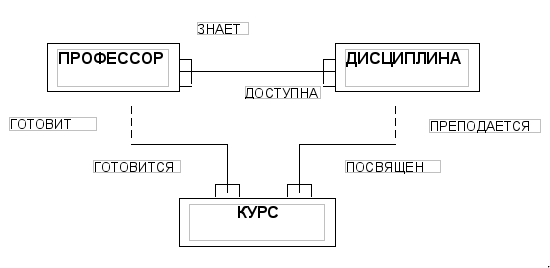 ЗНАЕТ
ПРОФЕССОР
ДИСЦИПЛИНА
ДОСТУПНА
ГОТОВИТ
ПРЕПОДАЕТСЯ
ГОТОВИТСЯ
ПОСВЯЩЕН
КУРС
.